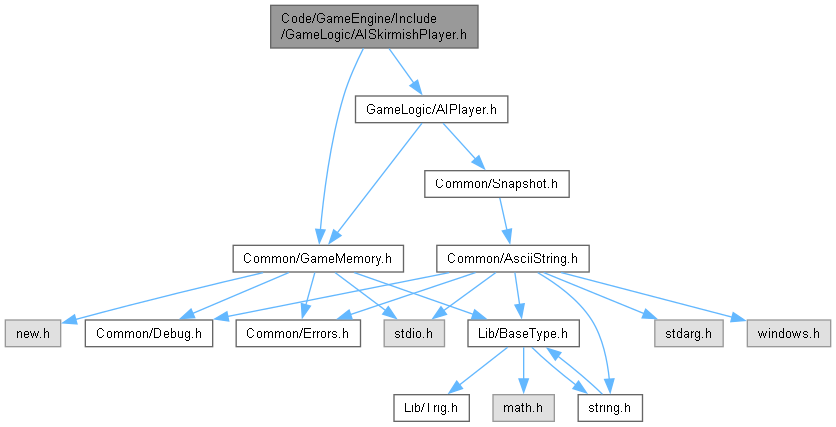 Code/GameEngine/Include
/GameLogic/AISkirmishPlayer.h
GameLogic/AIPlayer.h
Common/Snapshot.h
Common/GameMemory.h
Common/AsciiString.h
new.h
Common/Debug.h
Common/Errors.h
stdio.h
Lib/BaseType.h
stdarg.h
windows.h
Lib/Trig.h
math.h
string.h